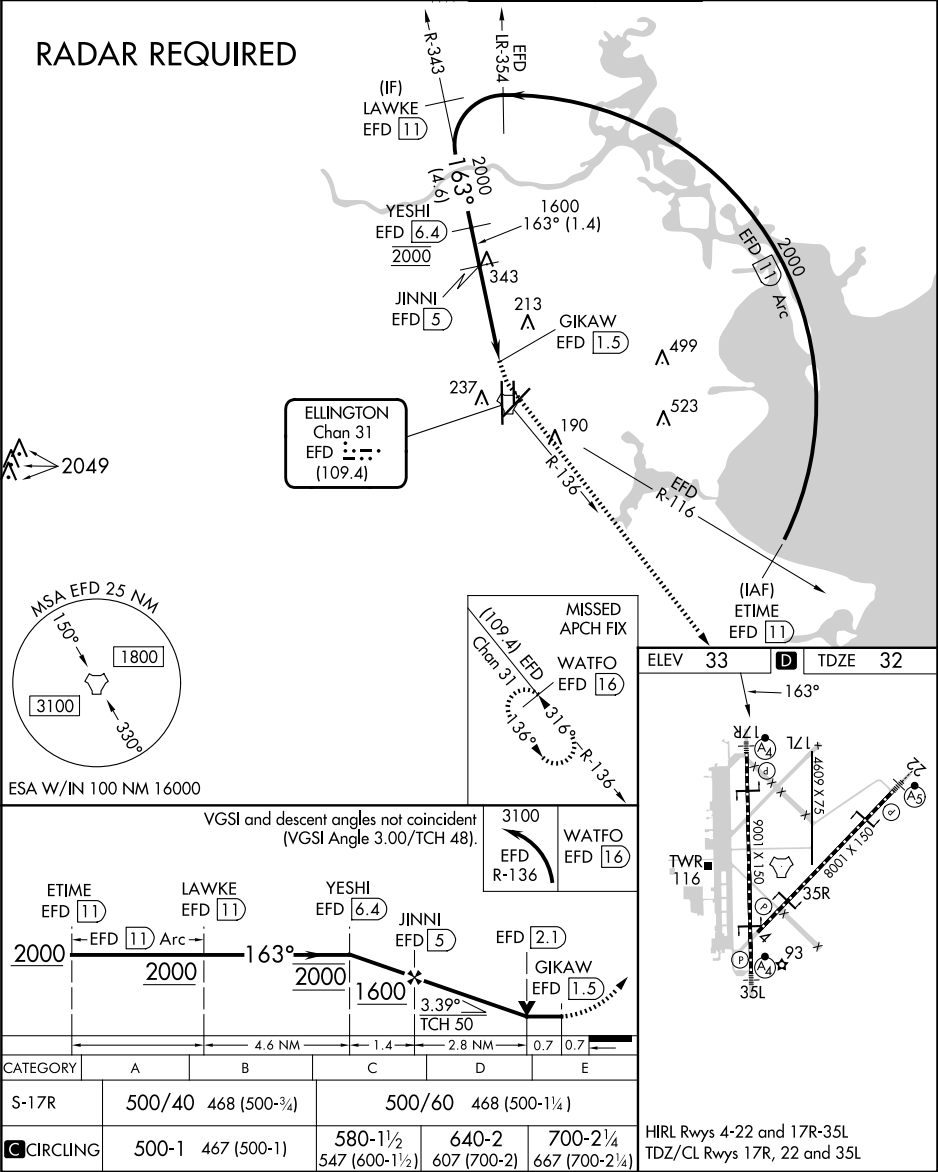 RADAR REQUIRED
R-343
EFD
LR-354
(IF)
LAWKE
EFD 11
2000
163°
(4.6)
YESHI
EFD 6.4
2000
1600
163° (1.4)
343
JINNI
EFD 5
213
GIKAW
EFD 1.5
499
2000
EFD 11 Arc
237
523
190
ELLINGTON
Chan 31
EFD
(109.4)
R-136
EFD
R-116
2049
(IAF)
ETIME
EFD 11
MSA EFD 25 NM
150°
1800
3100
330°
ESA W/IN 100 NM 16000
MISSED
APCH FIX
(109.4) EFD
Chan 31
WATFO
EFD 16
316°
136°
R-136
ELEV 33 D TDZE 32
163°
17R
17L
A4
P
4609 X 75
22
A5
P
9001 X 150
8001 X 150
TWR
116
35R
P
4
P
A4
93
35L
HIRL Rwys 4-22 and 17R-35L
TDZ/CL Rwys 17R, 22 and 35L
VGSI and descent angles not coincident
(VGSI Angle 3.00/TCH 48).
3100
EFD
R-136
WATFO
EFD 16
ETIME
EFD 11
LAWKE
EFD 11
YESHI
EFD 6.4
JINNI
EFD 5
EFD 2.1
GIKAW
EFD 1.5
EFD 11 Arc
2000
2000
163°
2000
1600
3.39°
TCH 50
4.6 NM 1.4 2.8 NM 0.7 0.7
CATEGORY A B C D E
S-17R 500/40 468 (500-¾) 500/60 468 (500-1¼)
C CIRCLING 500-1 467 (500-1) 580-1½ 547 (600-1½) 640-2 607 (700-2) 700-2¼ 667 (700-2¼)